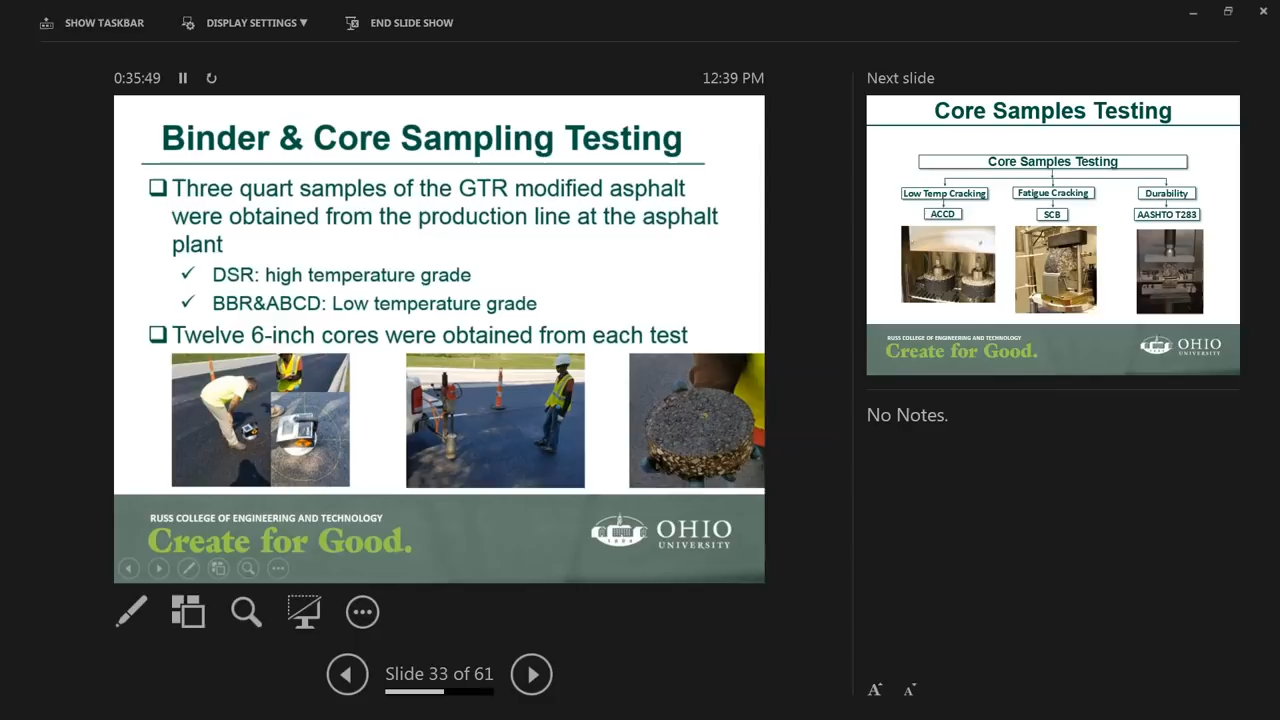 SHOW TASKBAR
DISPLAY SETTINGS ▼
END SLIDE SHOW
0:35:49
12:39 PM
Binder & Core Sampling Testing
Three quart samples of the GTR modified asphalt
were obtained from the production line at the asphalt
plant
DSR: high temperature grade
BBR&ABCD: Low temperature grade
Twelve 6-inch cores were obtained from each test
RUSS COLLEGE OF ENGINEERING AND TECHNOLOGY
Create for Good.
1804
OHIO
UNIVERSITY
Slide 33 of 61
Next slide
Core Samples Testing
Core Samples Testing
Low Temp Cracking
Fatigue Cracking
Durability
ACCD
SCB
AASHTO T283
RUSS COLLEGE OF ENGINEERING AND TECHNOLOGY
Create for Good.
OHIO
UNIVERSITY
No Notes.
A A